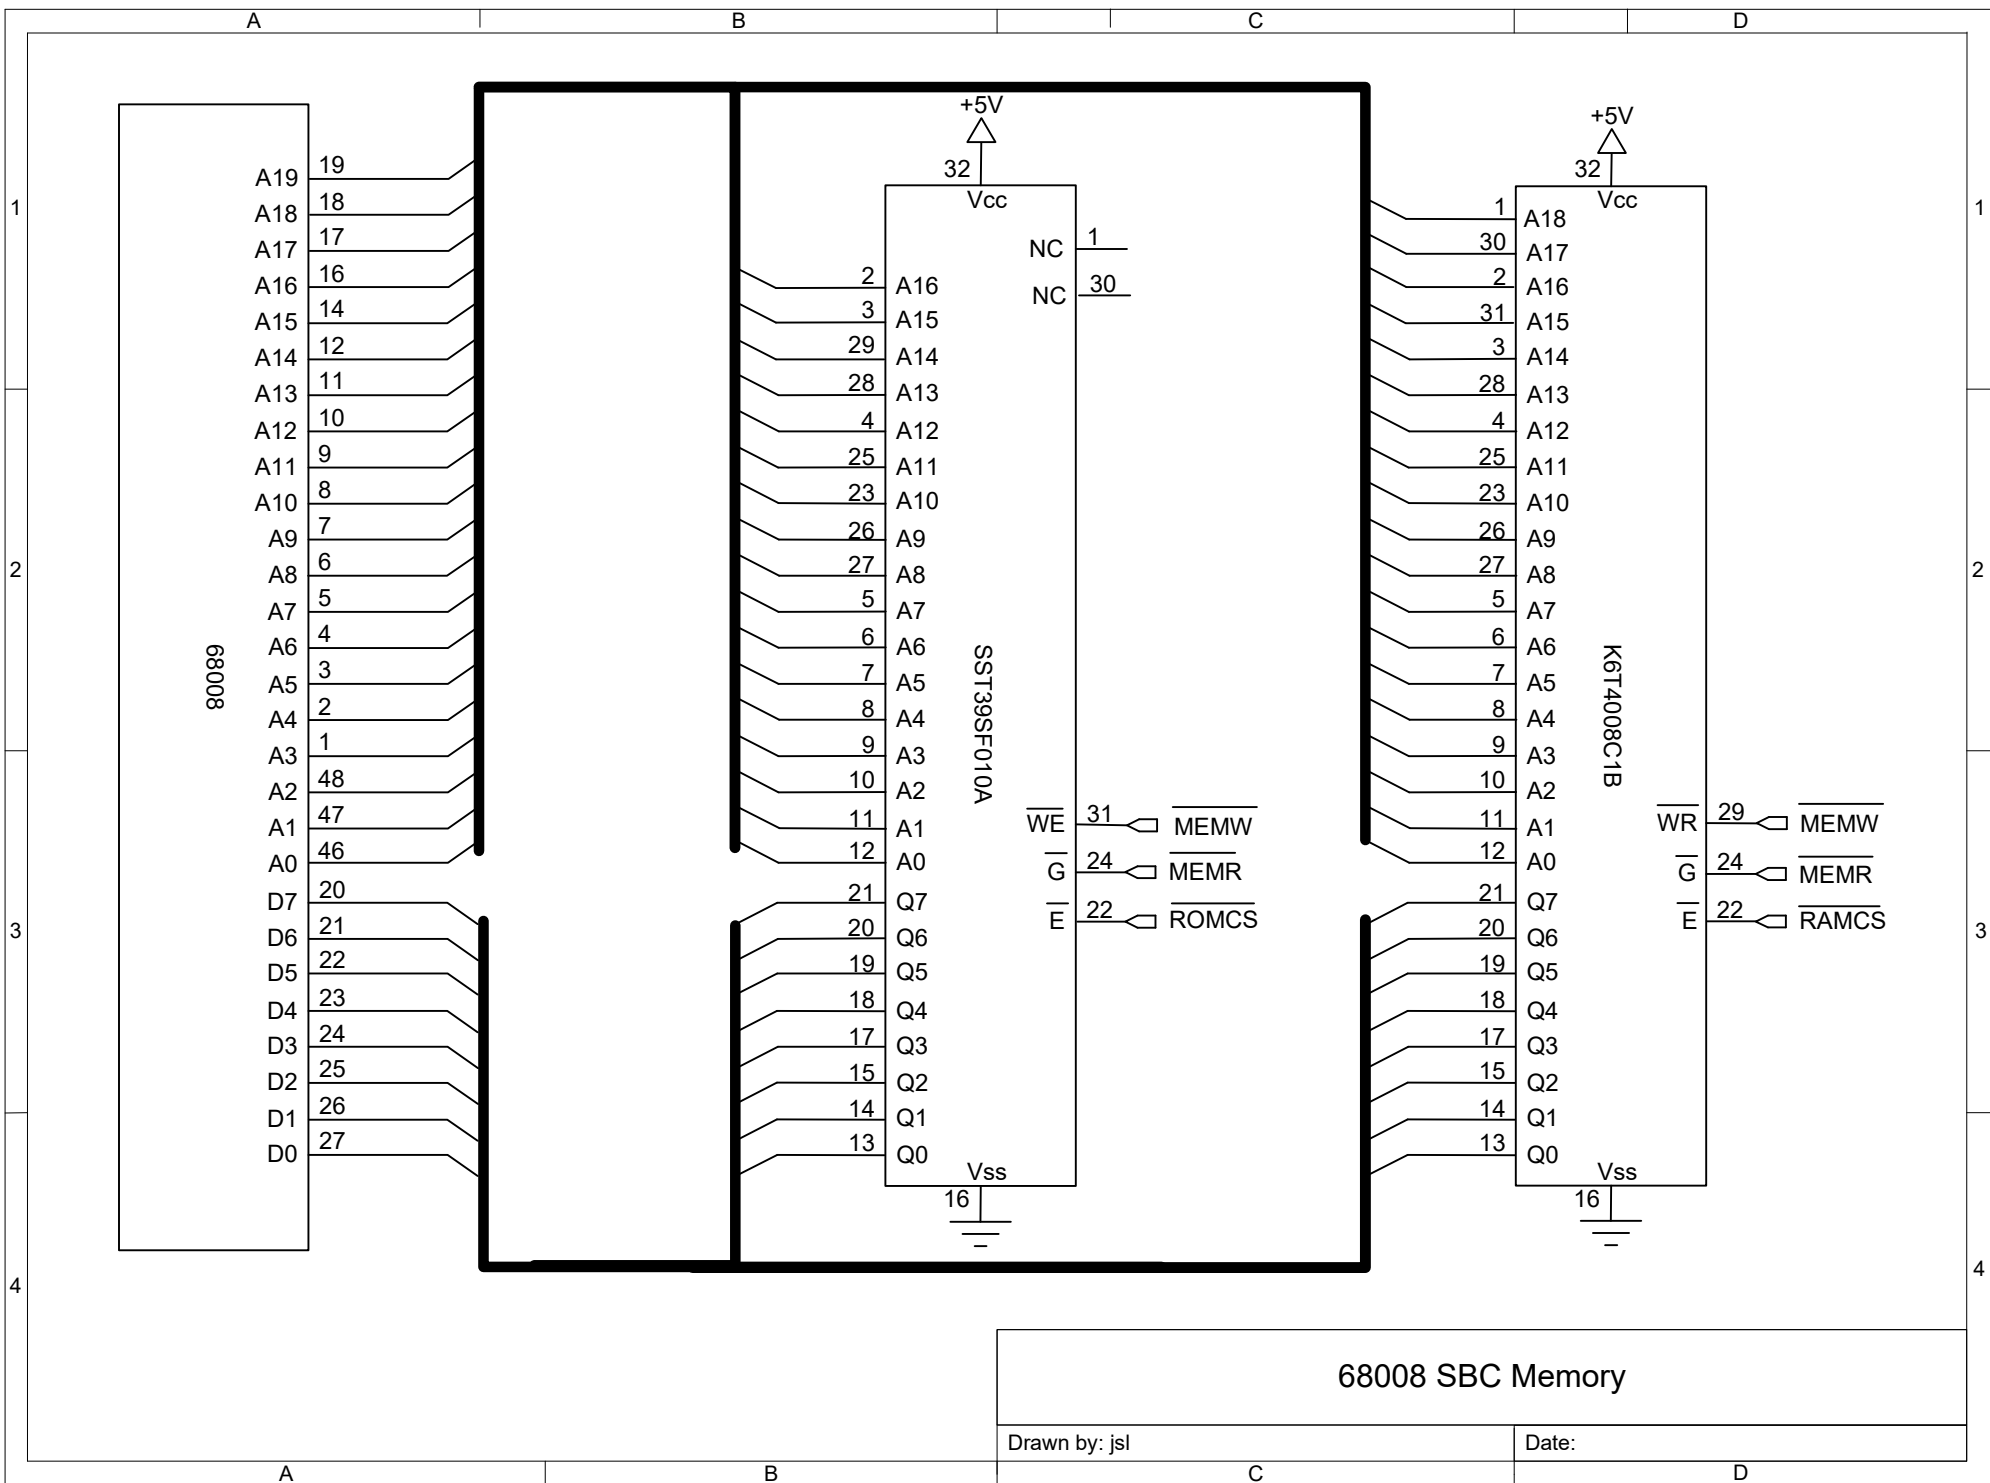 A B C D
+5V
+5V
32
32
Vcc
Vcc
1 1
A19 19
A18 18
A17 17
A16 16
A15 14
A14 12
A13 11
A12 10
A11 9
A10 8
A9 7
A8 6
A7 5
A6 4
A5 3
A4 2
A3 1
A2 48
A1 47
A0 46
D7 20
D6 21
D5 22
D4 23
D3 24
D2 25
D1 26
D0 27
68008
2 A16
3 A15
29 A14
28 A13
4 A12
25 A11
23 A10
26 A9
27 A8
5 A7
6 A6
7 A5
8 A4
9 A3
10 A2
11 A1
12 A0
21 Q7
20 Q6
19 Q5
18 Q4
17 Q3
15 Q2
14 Q1
13 Q0
SST39SF010A
NC 1
NC 30
WE 31 MEMW
G 24 MEMR
E 22 ROMCS
Vss
16
1 A18
30 A17
2 A16
31 A15
3 A14
28 A13
4 A12
25 A11
23 A10
26 A9
27 A8
5 A7
6 A6
7 A5
8 A4
9 A3
10 A2
11 A1
12 A0
21 Q7
20 Q6
19 Q5
18 Q4
17 Q3
15 Q2
14 Q1
13 Q0
K6T4008C1B
WR 29 MEMW
G 24 MEMR
E 22 RAMCS
Vss
16
2 2
3 3
4 4
68008 SBC Memory
Drawn by: jsl
Date:
A B C D